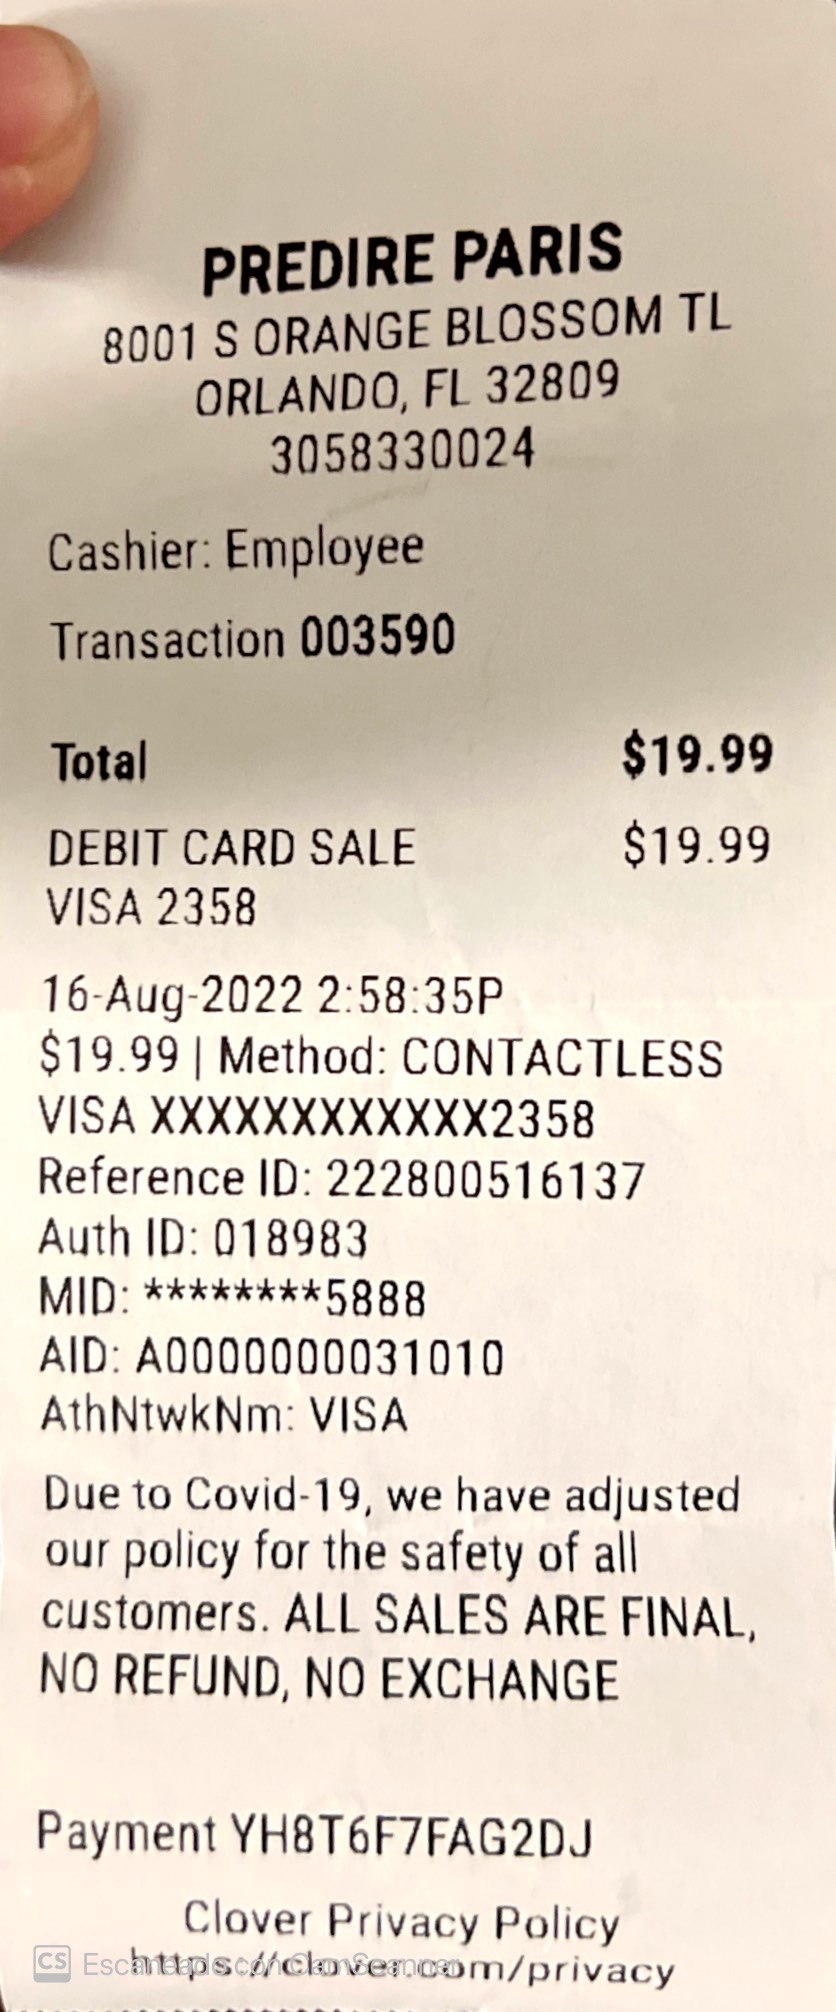 PREDIRE PARIS
8001 S ORANGE BLOSSOM TL
ORLANDO, FL 32809
3058330024
Cashier: Employee
Transaction 003590
Total $19.99
DEBIT CARD SALE $19.99
VISA 2358
16-Aug-2022 2:58:35P
$19.99 | Method: CONTACTLESS
VISA XXXXXXXXXXXX2358
Reference ID: 222800516137
Auth ID: 018983
MID: ********5888
AID: A0000000031010
AthNtwkNm: VISA
Due to Covid-19, we have adjusted
our policy for the safety of all
customers. ALL SALES ARE FINAL,
NO REFUND, NO EXCHANGE
Payment YH8T6F7FAG2DJ
Clover Privacy Policy
https://clover.com/privacy
CS Escaneado con CamScanner